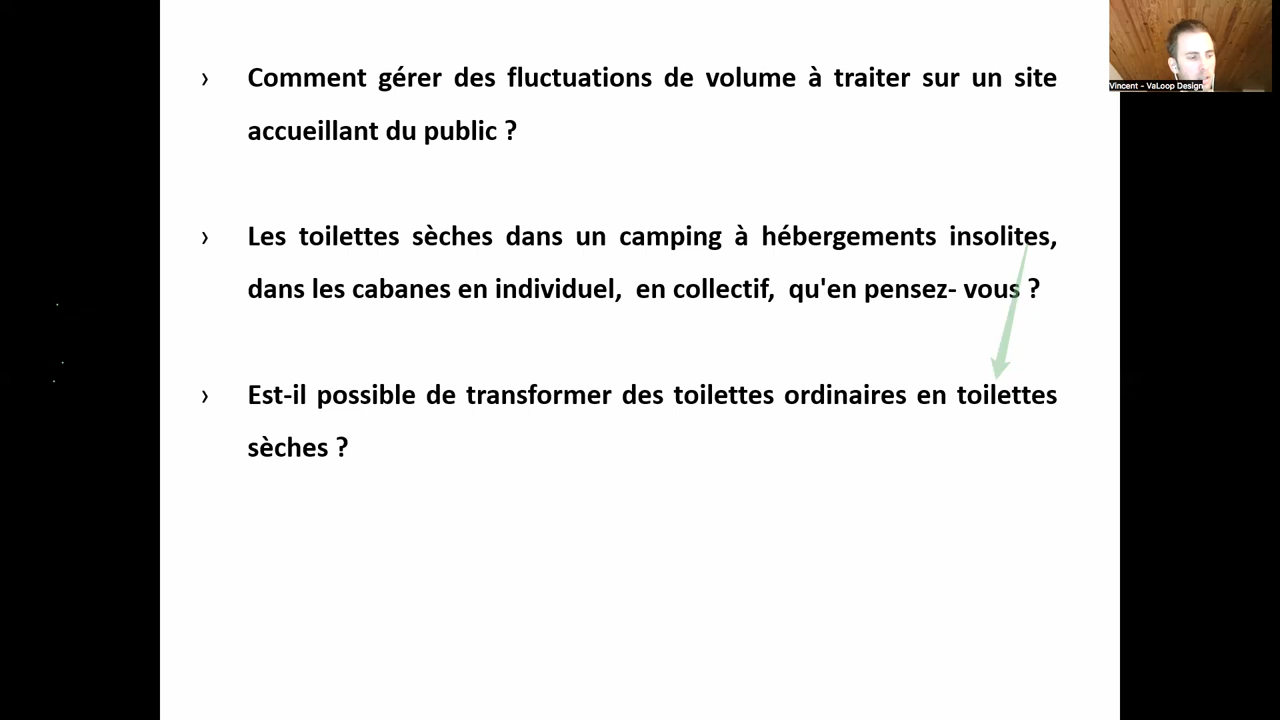 › Comment gérer des fluctuations de volume à traiter sur un site
accueillant du public ?
› Les toilettes sèches dans un camping à hébergements insolites,
dans les cabanes en individuel, en collectif, qu'en pensez- vous ?
› Est-il possible de transformer des toilettes ordinaires en toilettes
sèches ?
Vincent - VaLoop Design